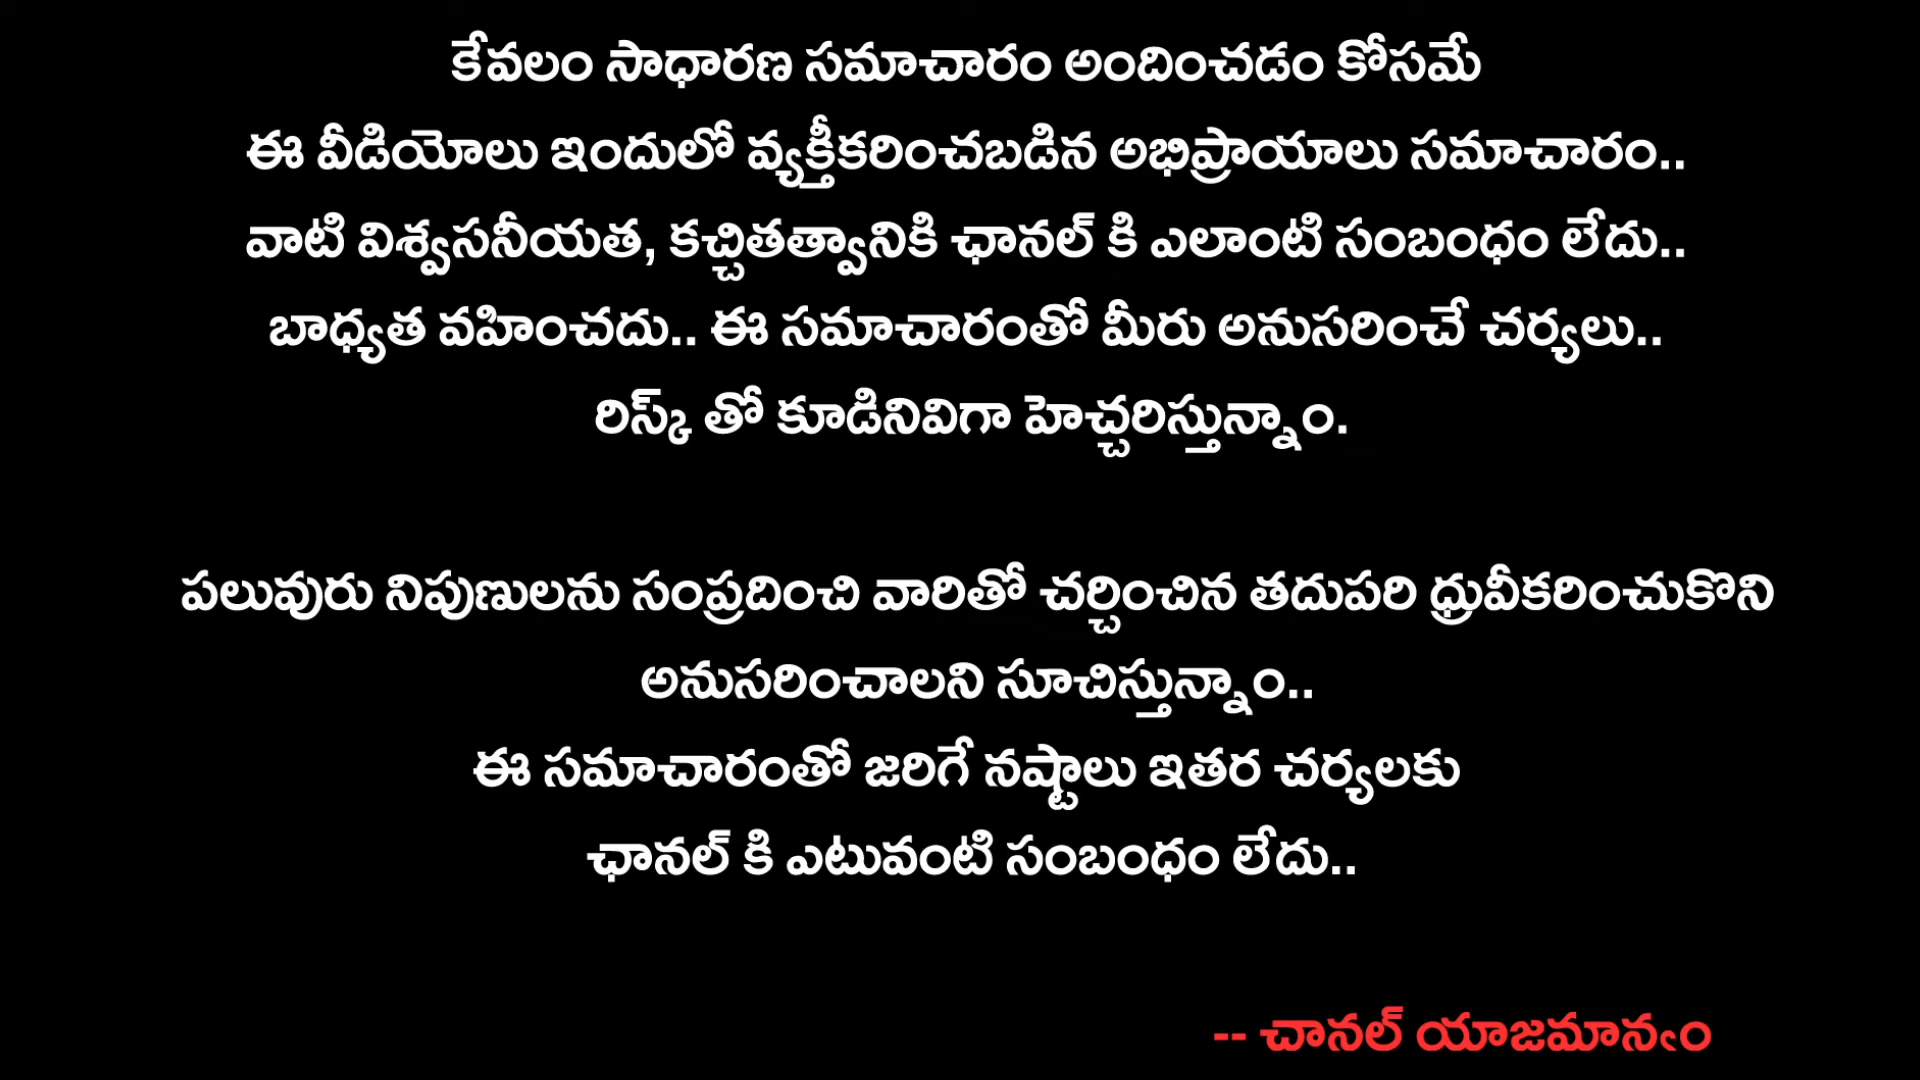 కేవలం సాధారణ సమాచారం అందించడం కోసమే
ఈ వీడియోలు ఇందులో వ్యక్తీకరించబడిన అభిప్రాయాలు సమాచారం..
వాటి విశ్వసనీయత, కచ్చితత్వానికి ఛానల్ కి ఎలాంటి సంబంధం లేదు..
బాధ్యత వహించదు.. ఈ సమాచారంతో మీరు అనుసరించే చర్యలు..
రిస్క్ తో కూడినివిగా హెచ్చరిస్తున్నాం.
పలువురు నిపుణులను సంప్రదించి వారితో చర్చించిన తదుపరి ధ్రువీకరించుకొని
అనుసరించాలని సూచిస్తున్నాం..
ఈ సమాచారంతో జరిగే నష్టాలు ఇతర చర్యలకు
ఛానల్ కి ఎటువంటి సంబంధం లేదు..
-- చానల్ యాజమాన్యం